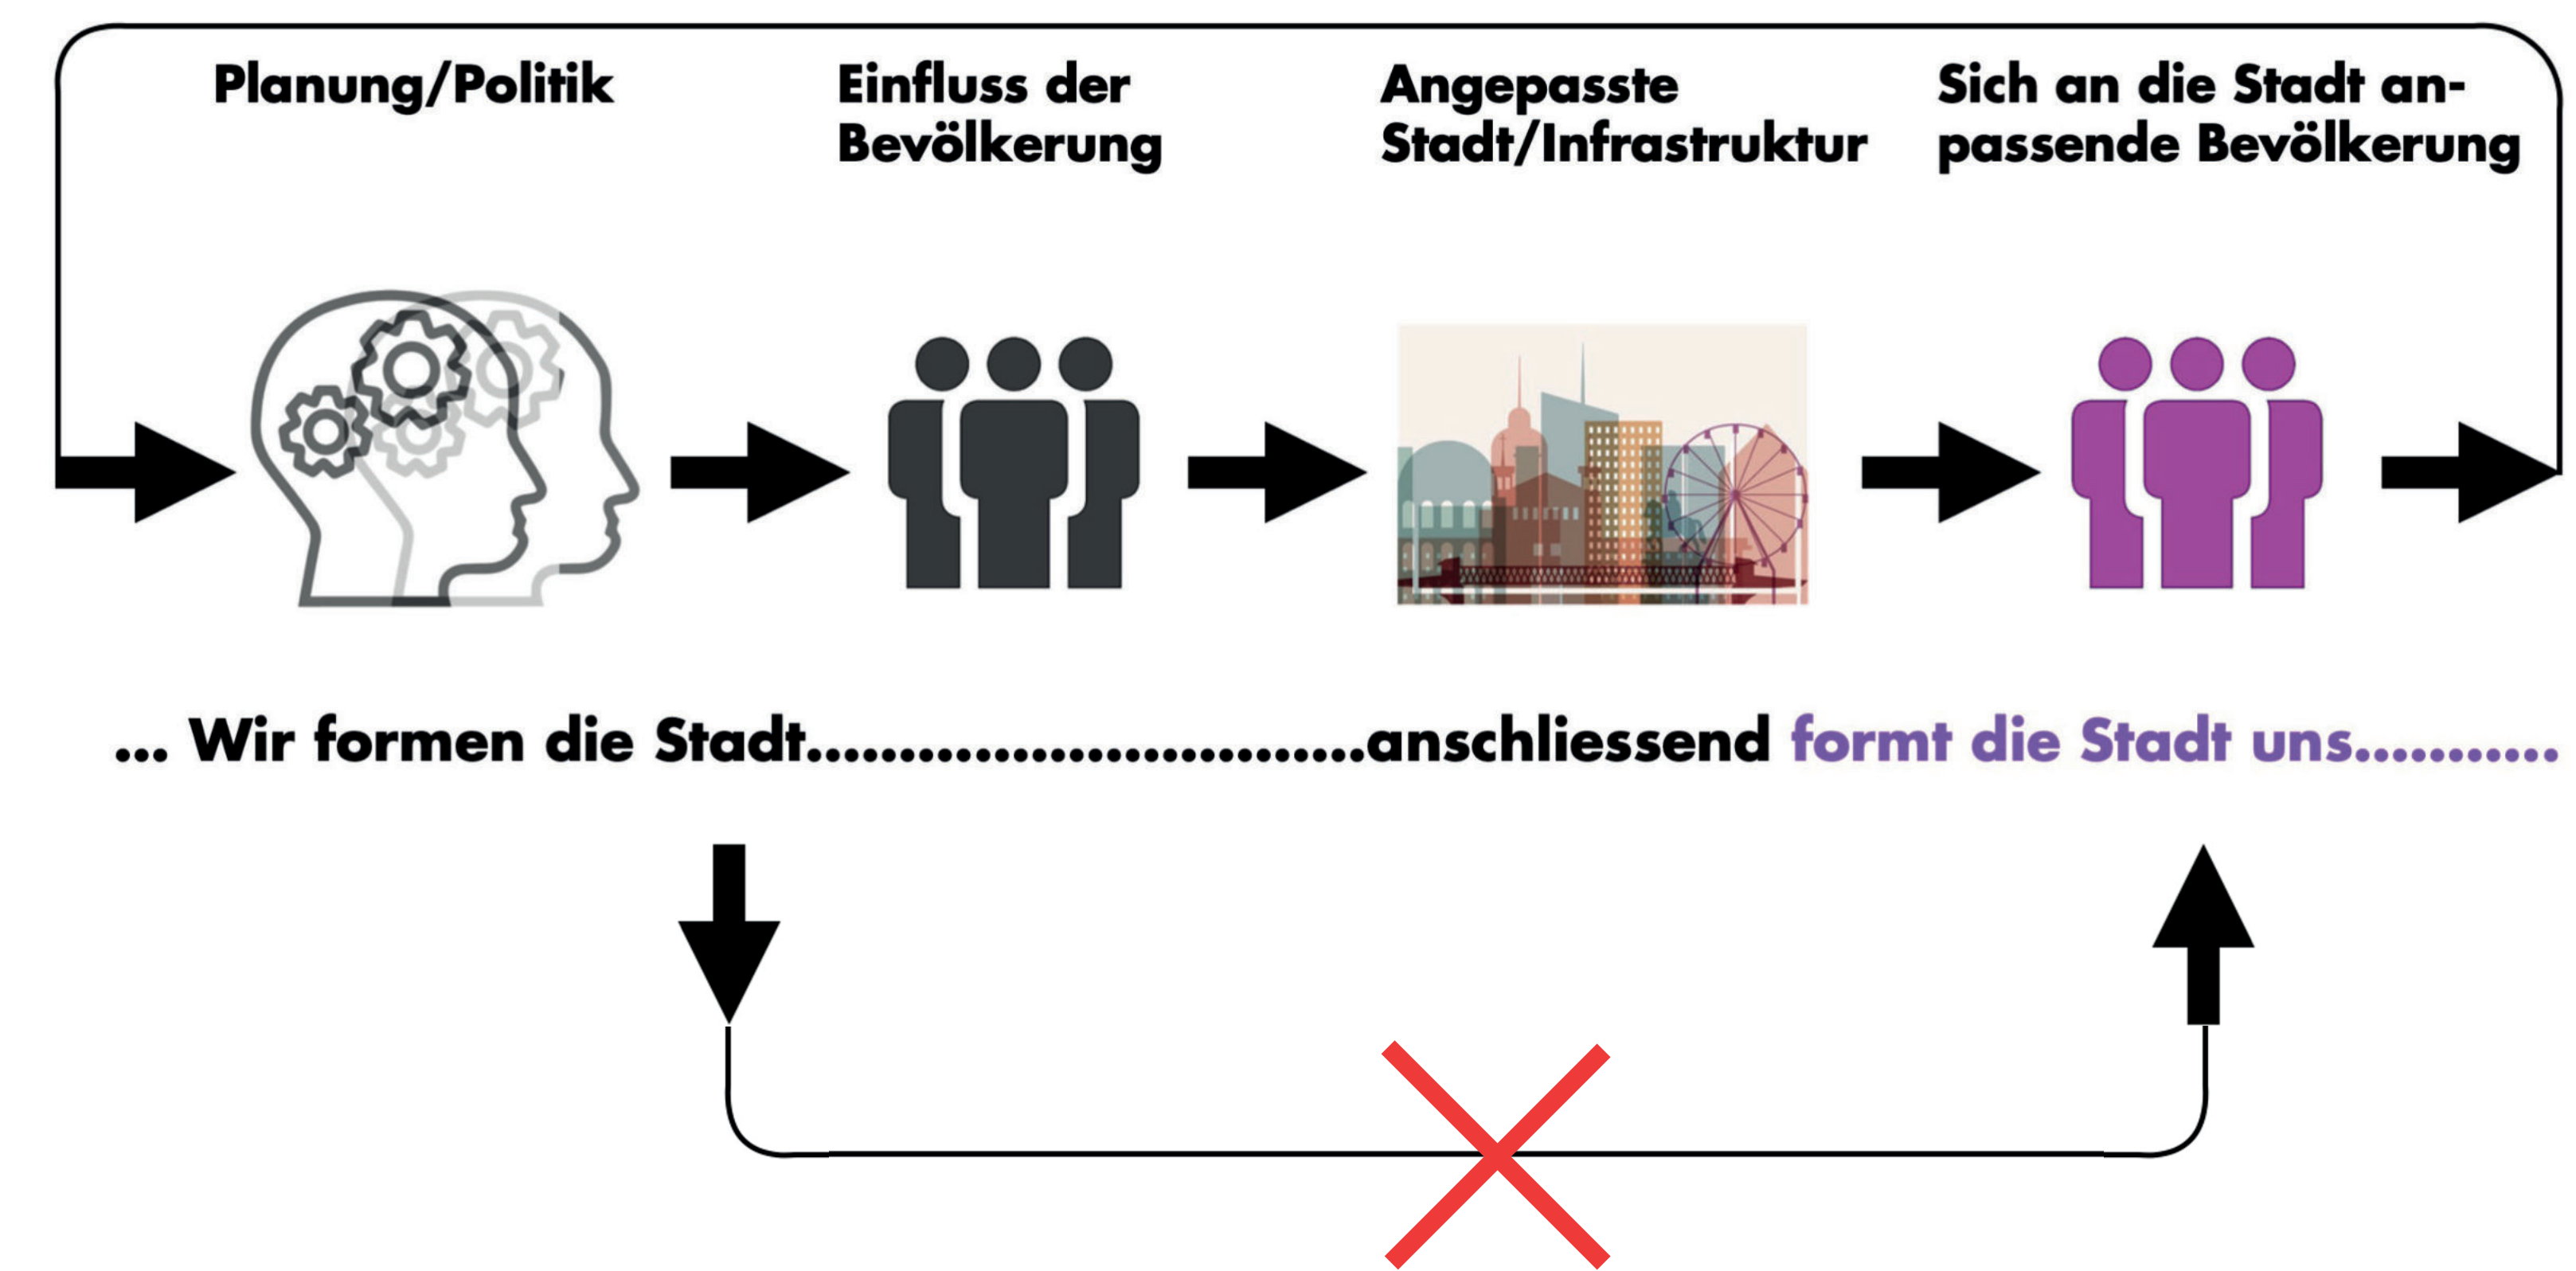 Planung/Politik
Einfluss der
Bevölkerung
Angepasste
Stadt/Infrastruktur
Sich an die Stadt an-
passende Bevölkerung
... Wir formen die Stadt..............................anschliessend formt die Stadt uns...........